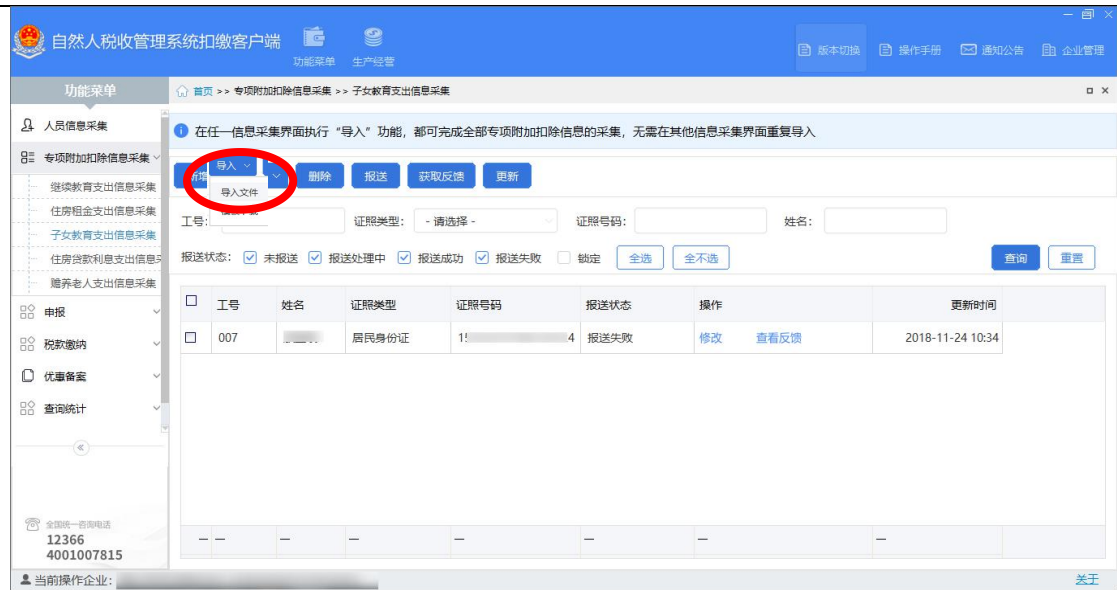 自然人税收管理系统扣缴客户端
功能菜单 生产经营
版本切换 操作手册 通知公告 企业管理
功能菜单
首页 >> 专项附加扣除信息采集 >> 子女教育支出信息采集
人员信息采集
在任一信息采集界面执行“导入”功能，都可完成全部专项附加扣除信息的采集，无需在其他信息采集界面重复导入
专项附加扣除信息采集
导入 删除 报送 获取反馈 更新
导入文件
继续教育支出信息采集
住房租金支出信息采集
工号: 证照类型: - 请选择 - 证照号码: 姓名:
子女教育支出信息采集
住房贷款利息支出信息
报送状态: 未报送 报送处理中 报送成功 报送失败 锁定 全选 全不选 查询 重置
赡养老人支出信息采集
工号 姓名 证照类型 证照号码 报送状态 操作 更新时间
申报
007 居民身份证 15 4 报送失败 修改 查看反馈 2018-11-24 10:34
税款缴纳
优惠备案
查询统计
全国统一咨询电话
12366
4001007815
— — — — — — — —
当前操作企业: 关于